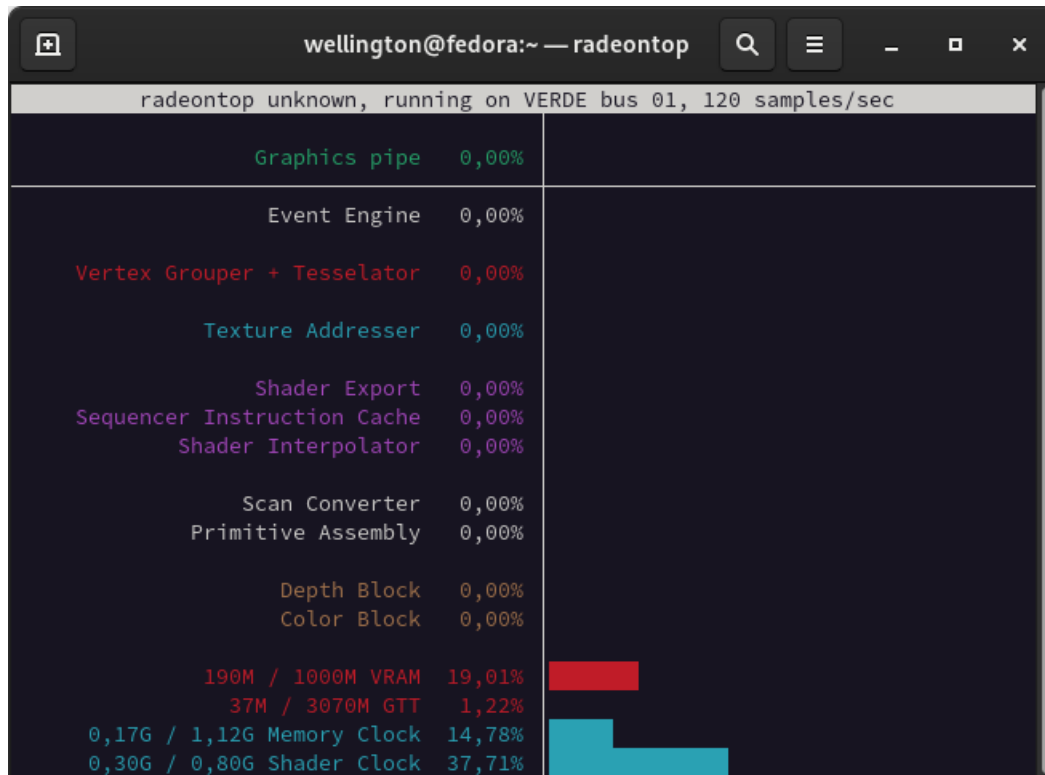 wellington@fedora:~ — radeontop
radeontop unknown, running on VERDE bus 01, 120 samples/sec
Graphics pipe 0,00%
Event Engine 0,00%
Vertex Grouper + Tesselator 0,00%
Texture Addresser 0,00%
Shader Export 0,00%
Sequencer Instruction Cache 0,00%
Shader Interpolator 0,00%
Scan Converter 0,00%
Primitive Assembly 0,00%
Depth Block 0,00%
Color Block 0,00%
190M / 1000M VRAM 19,01%
37M / 3070M GTT 1,22%
0,17G / 1,12G Memory Clock 14,78%
0,30G / 0,80G Shader Clock 37,71%